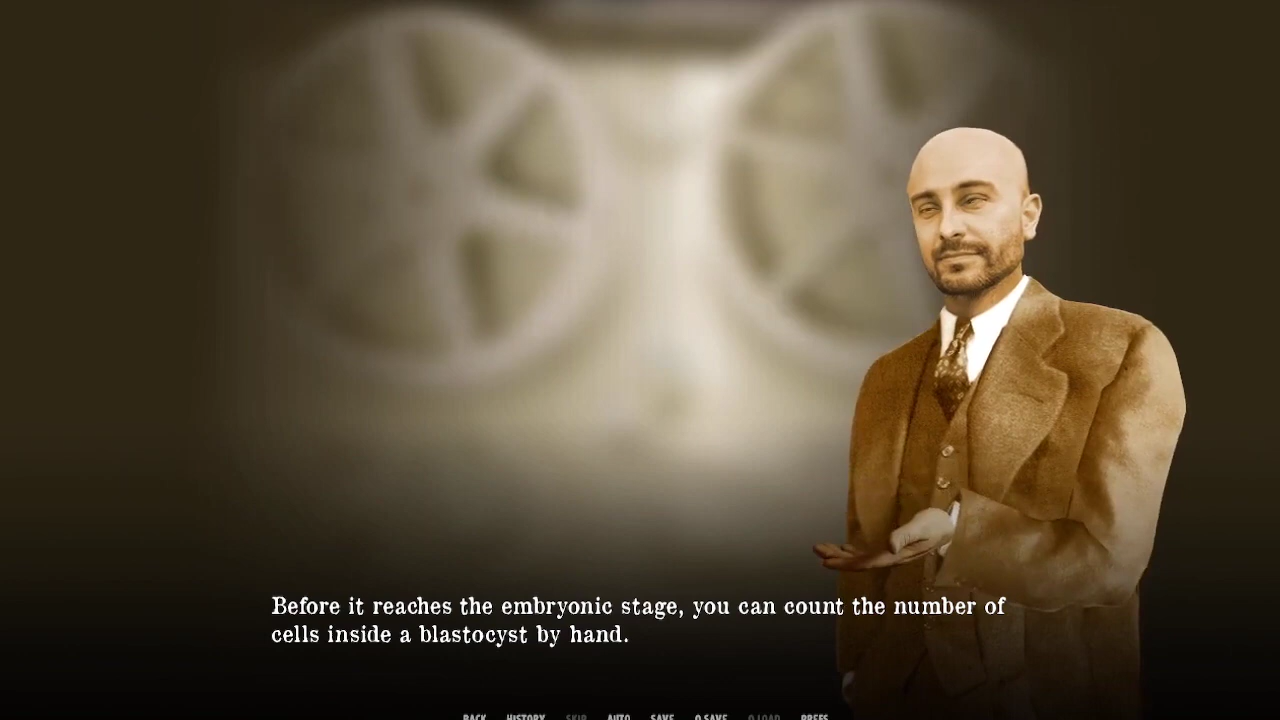 Before it reaches the embryonic stage, you can count the number of
cells inside a blastocyst by hand.
BACK HISTORY SKIP AUTO SAVE Q.SAVE Q.LOAD PREFS